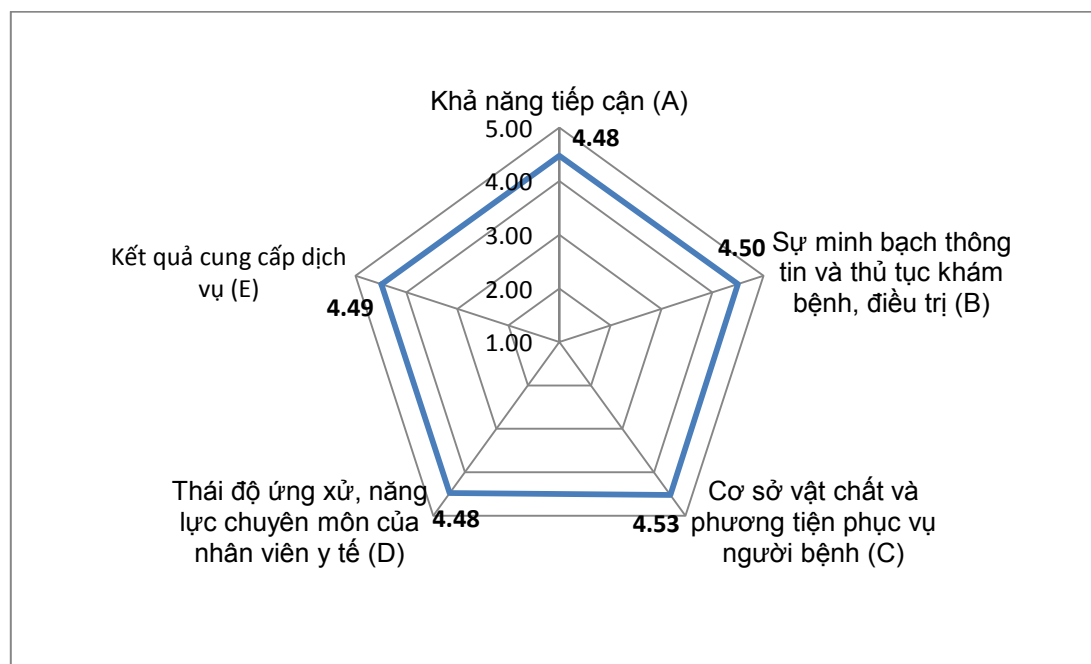 Khả năng tiếp cận (A)
5.00
4.48
4.00
3.00
2.00
1.00
4.50
Sự minh bạch thông
tin và thủ tục khám
bệnh, điều trị (B)
4.53
Cơ sở vật chất và
phương tiện phục vụ
người bệnh (C)
4.48
Thái độ ứng xử, năng
lực chuyên môn của
nhân viên y tế (D)
4.49
Kết quả cung cấp dịch
vụ (E)